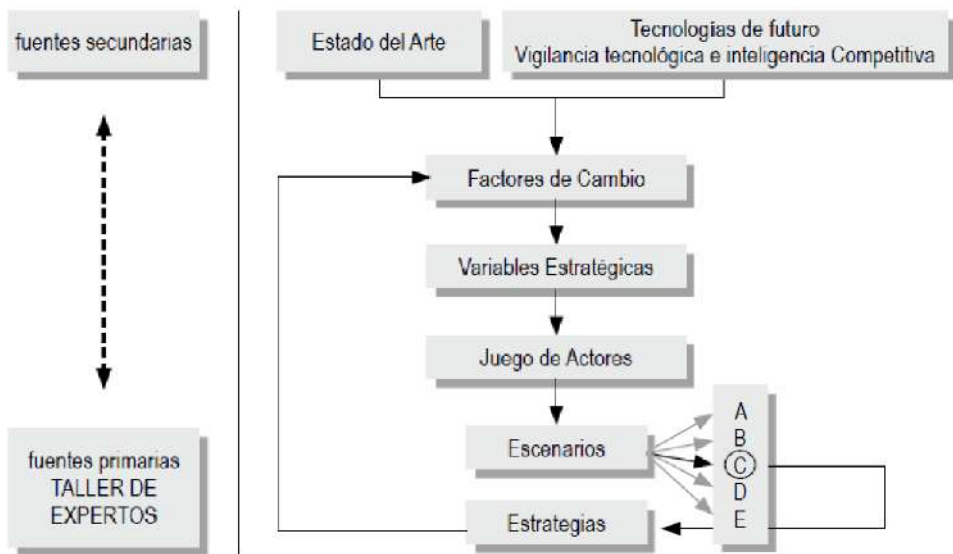 fuentes secundarias
fuentes primarias
TALLER DE
EXPERTOS
Estado del Arte
Tecnologías de futuro
Vigilancia tecnológica e inteligencia Competitiva
Factores de Cambio
Variables Estratégicas
Juego de Actores
Escenarios
A
B
C
D
E
Estrategias